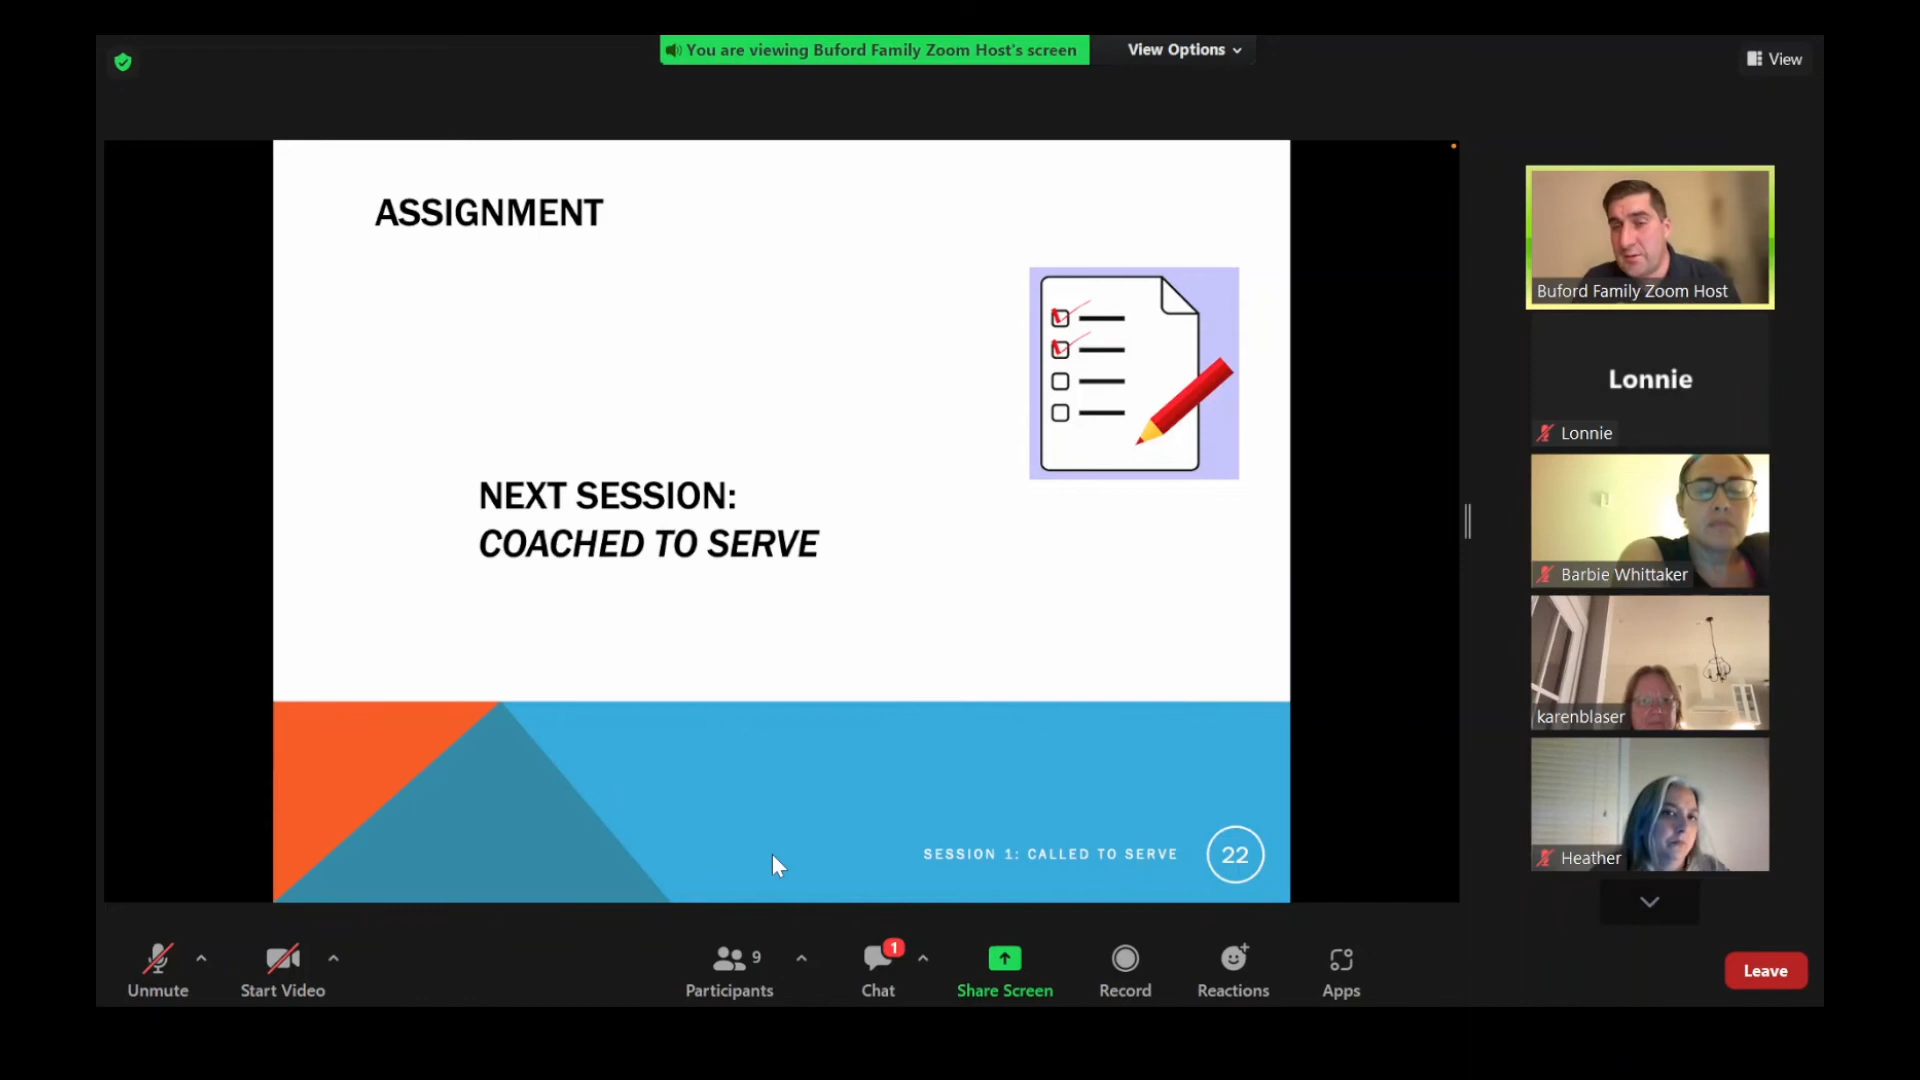 You are viewing Buford Family Zoom Host's screen
View Options
View
ASSIGNMENT
NEXT SESSION:
COACHED TO SERVE
SESSION 1: CALLED TO SERVE
22
Buford Family Zoom Host
Lonnie
Lonnie
Barbie Whittaker
karenblaser
Heather
Unmute
Start Video
9
Participants
1
Chat
Share Screen
Record
Reactions
Apps
Leave